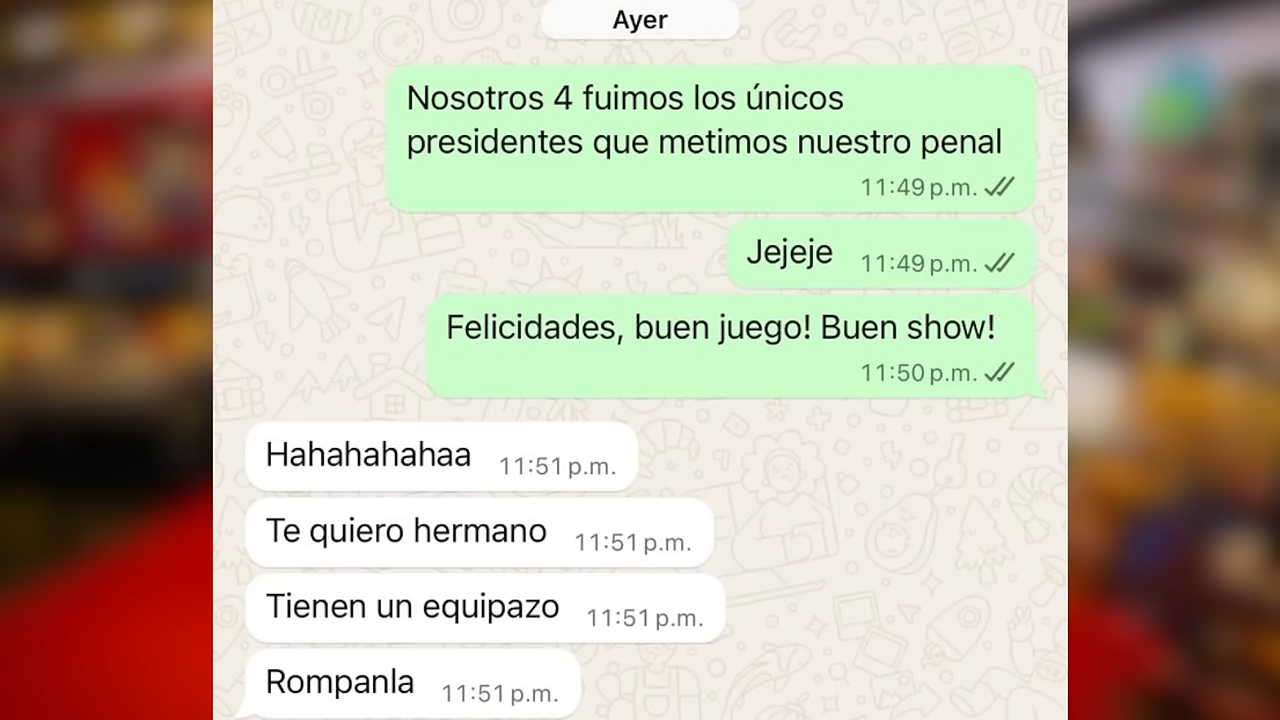 Ayer
Nosotros 4 fuimos los únicos
presidentes que metimos nuestro penal
11:49 p.m.
Jejeje 11:49 p.m.
Felicidades, buen juego! Buen show!
11:50 p.m.
Hahahahahaa 11:51 p.m.
Te quiero hermano 11:51 p.m.
Tienen un equipazo 11:51 p.m.
Rompanla 11:51 p.m.